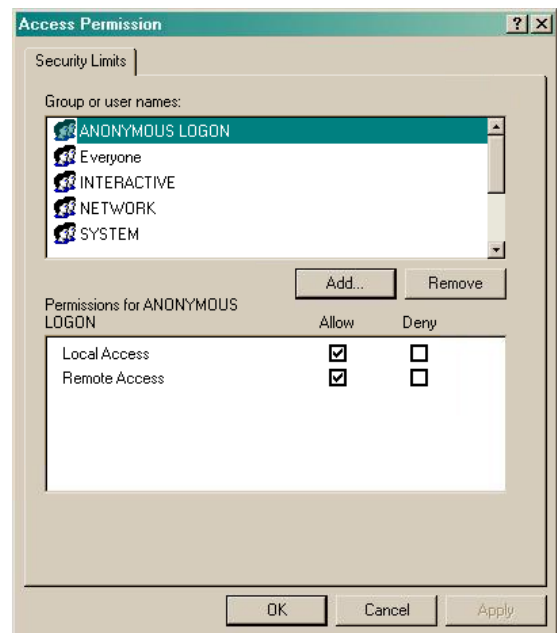 Access Permission
Security Limits
Group or user names:
ANONYMOUS LOGON
Everyone
INTERACTIVE
NETWORK
SYSTEM
Add... Remove
Permissions for ANONYMOUS
LOGON Allow Deny
Local Access
Remote Access
OK Cancel Apply